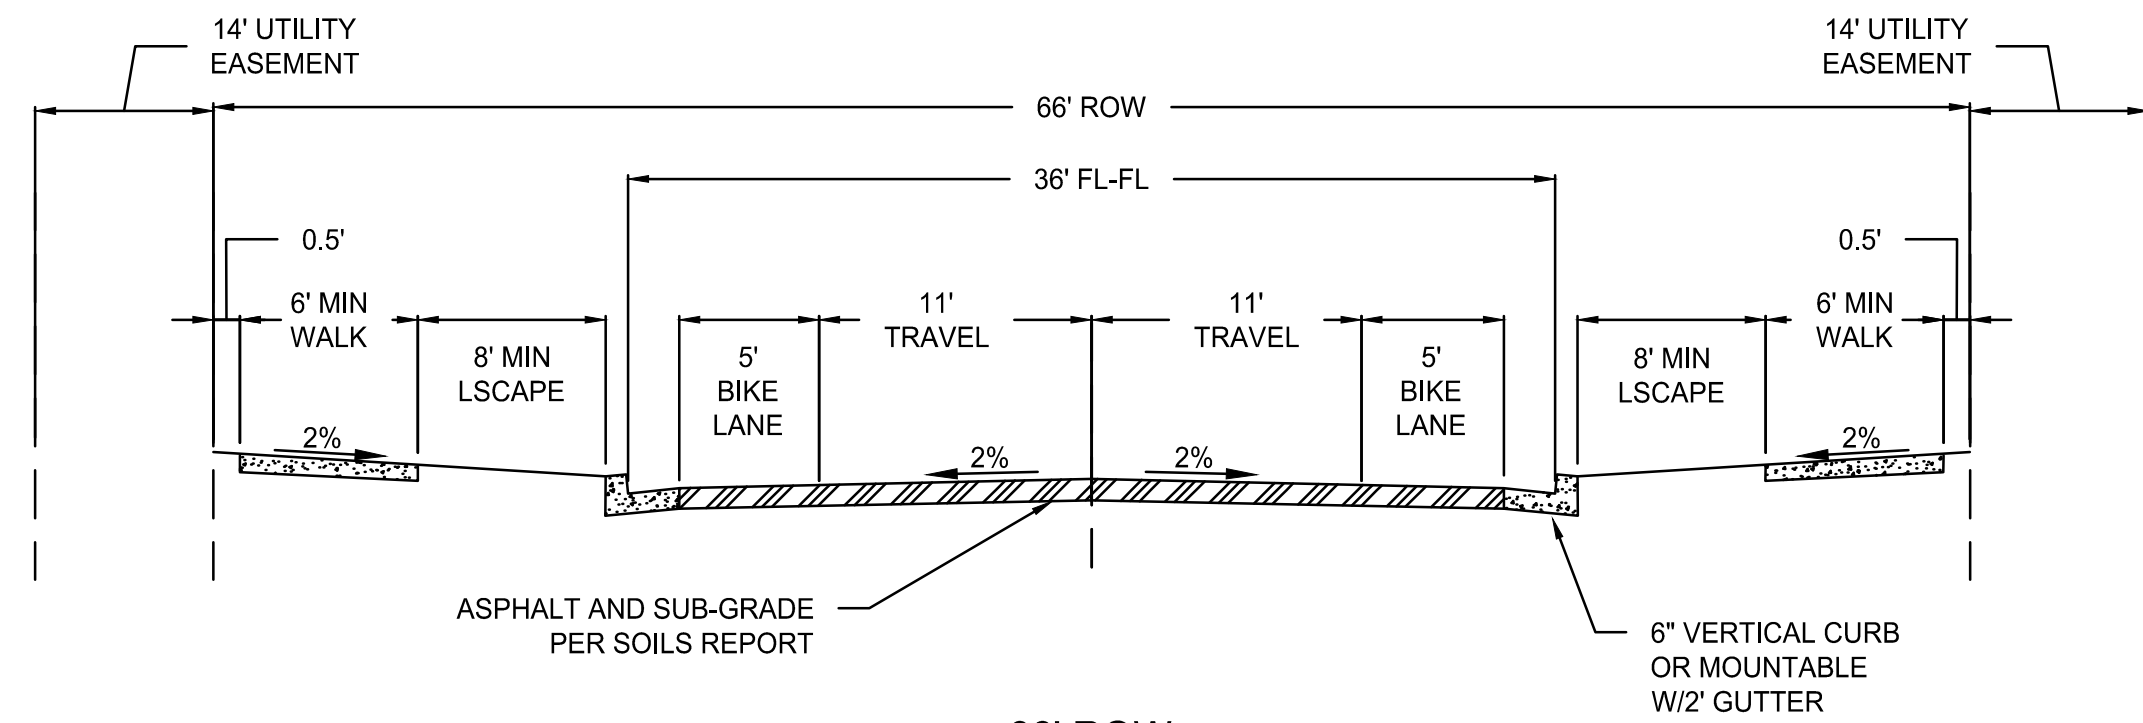 14' UTILITY
EASEMENT
14' UTILITY
EASEMENT
66' ROW
36' FL-FL
0.5'
0.5'
6' MIN
WALK
8' MIN
LSCAPE
5'
BIKE
LANE
11'
TRAVEL
11'
TRAVEL
5'
BIKE
LANE
8' MIN
LSCAPE
6' MIN
WALK
2%
2%
2%
2%
ASPHALT AND SUB-GRADE
PER SOILS REPORT
6" VERTICAL CURB
OR MOUNTABLE
W/2' GUTTER